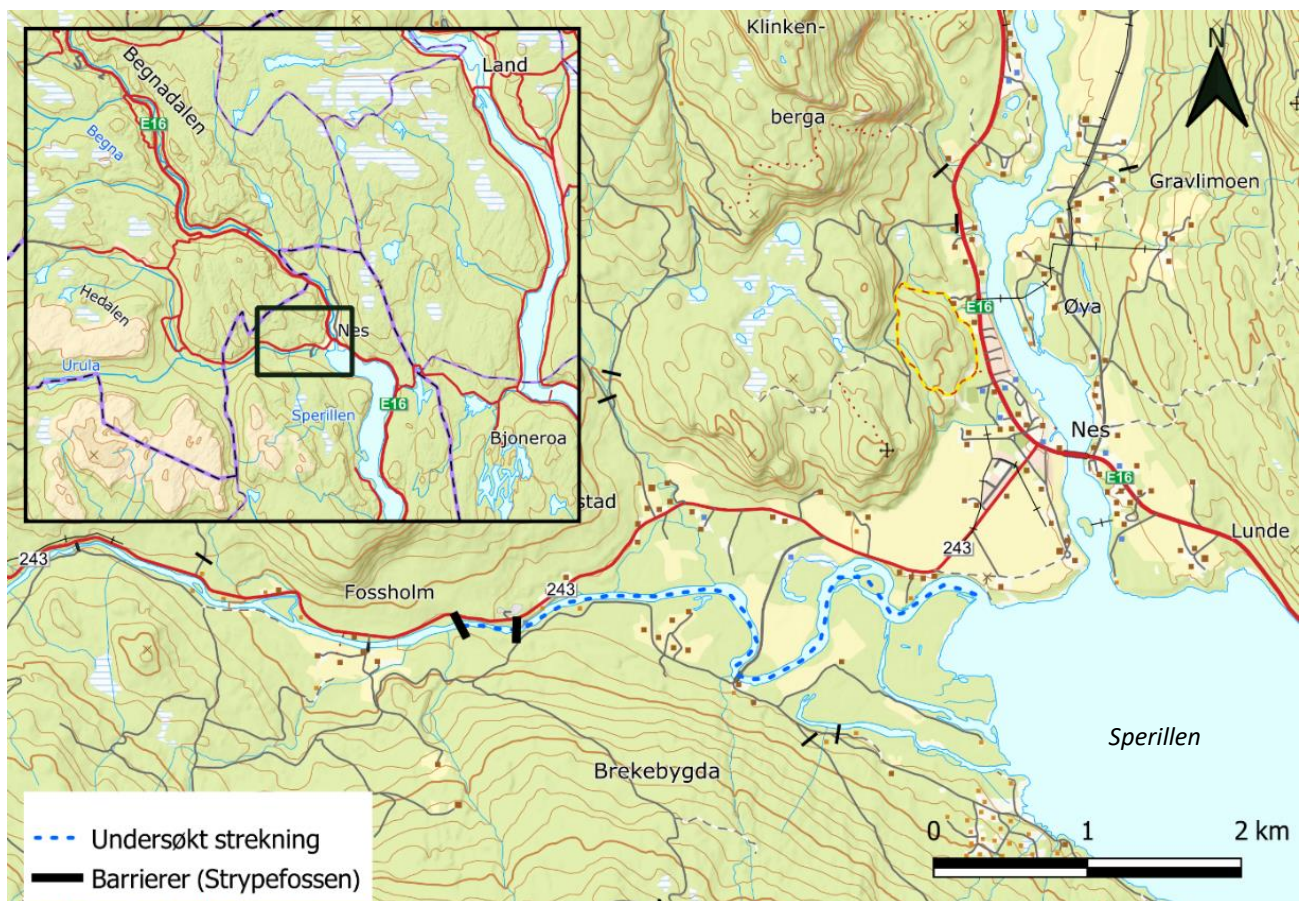 Begnadalen
E16
Begna
Land
Hedalen
Nes
Urula
Sperillen
E16
Bjoneroa
Klinken-
berga
N
Gravlimoen
E16
Øya
Nes
E16
Lunde
stad
243
243
243
Fossholm
Brekebygda
Sperillen
Undersøkt strekning
Barrierer (Strypefossen)
0 1 2 km